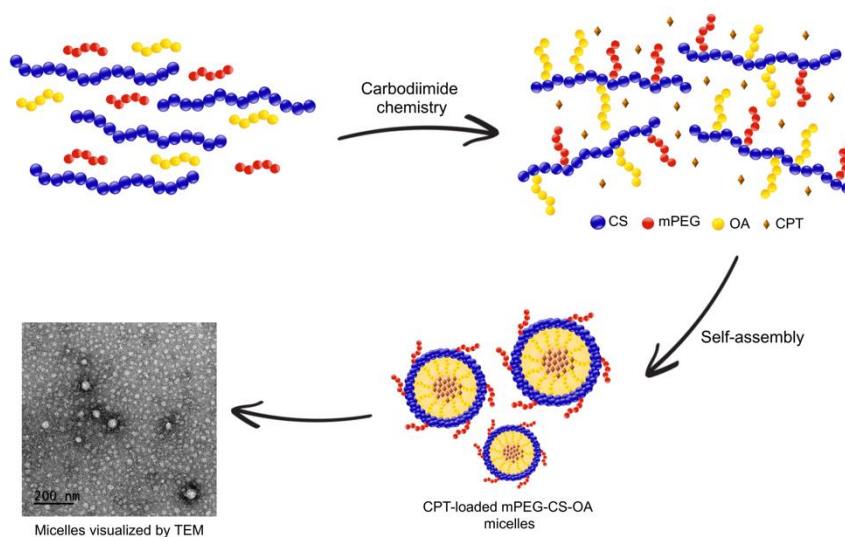 Carbodiimide
chemistry
CS mPEG OA CPT
Self-assembly
200 nm
Micelles visualized by TEM
CPT-loaded mPEG-CS-OA
micelles